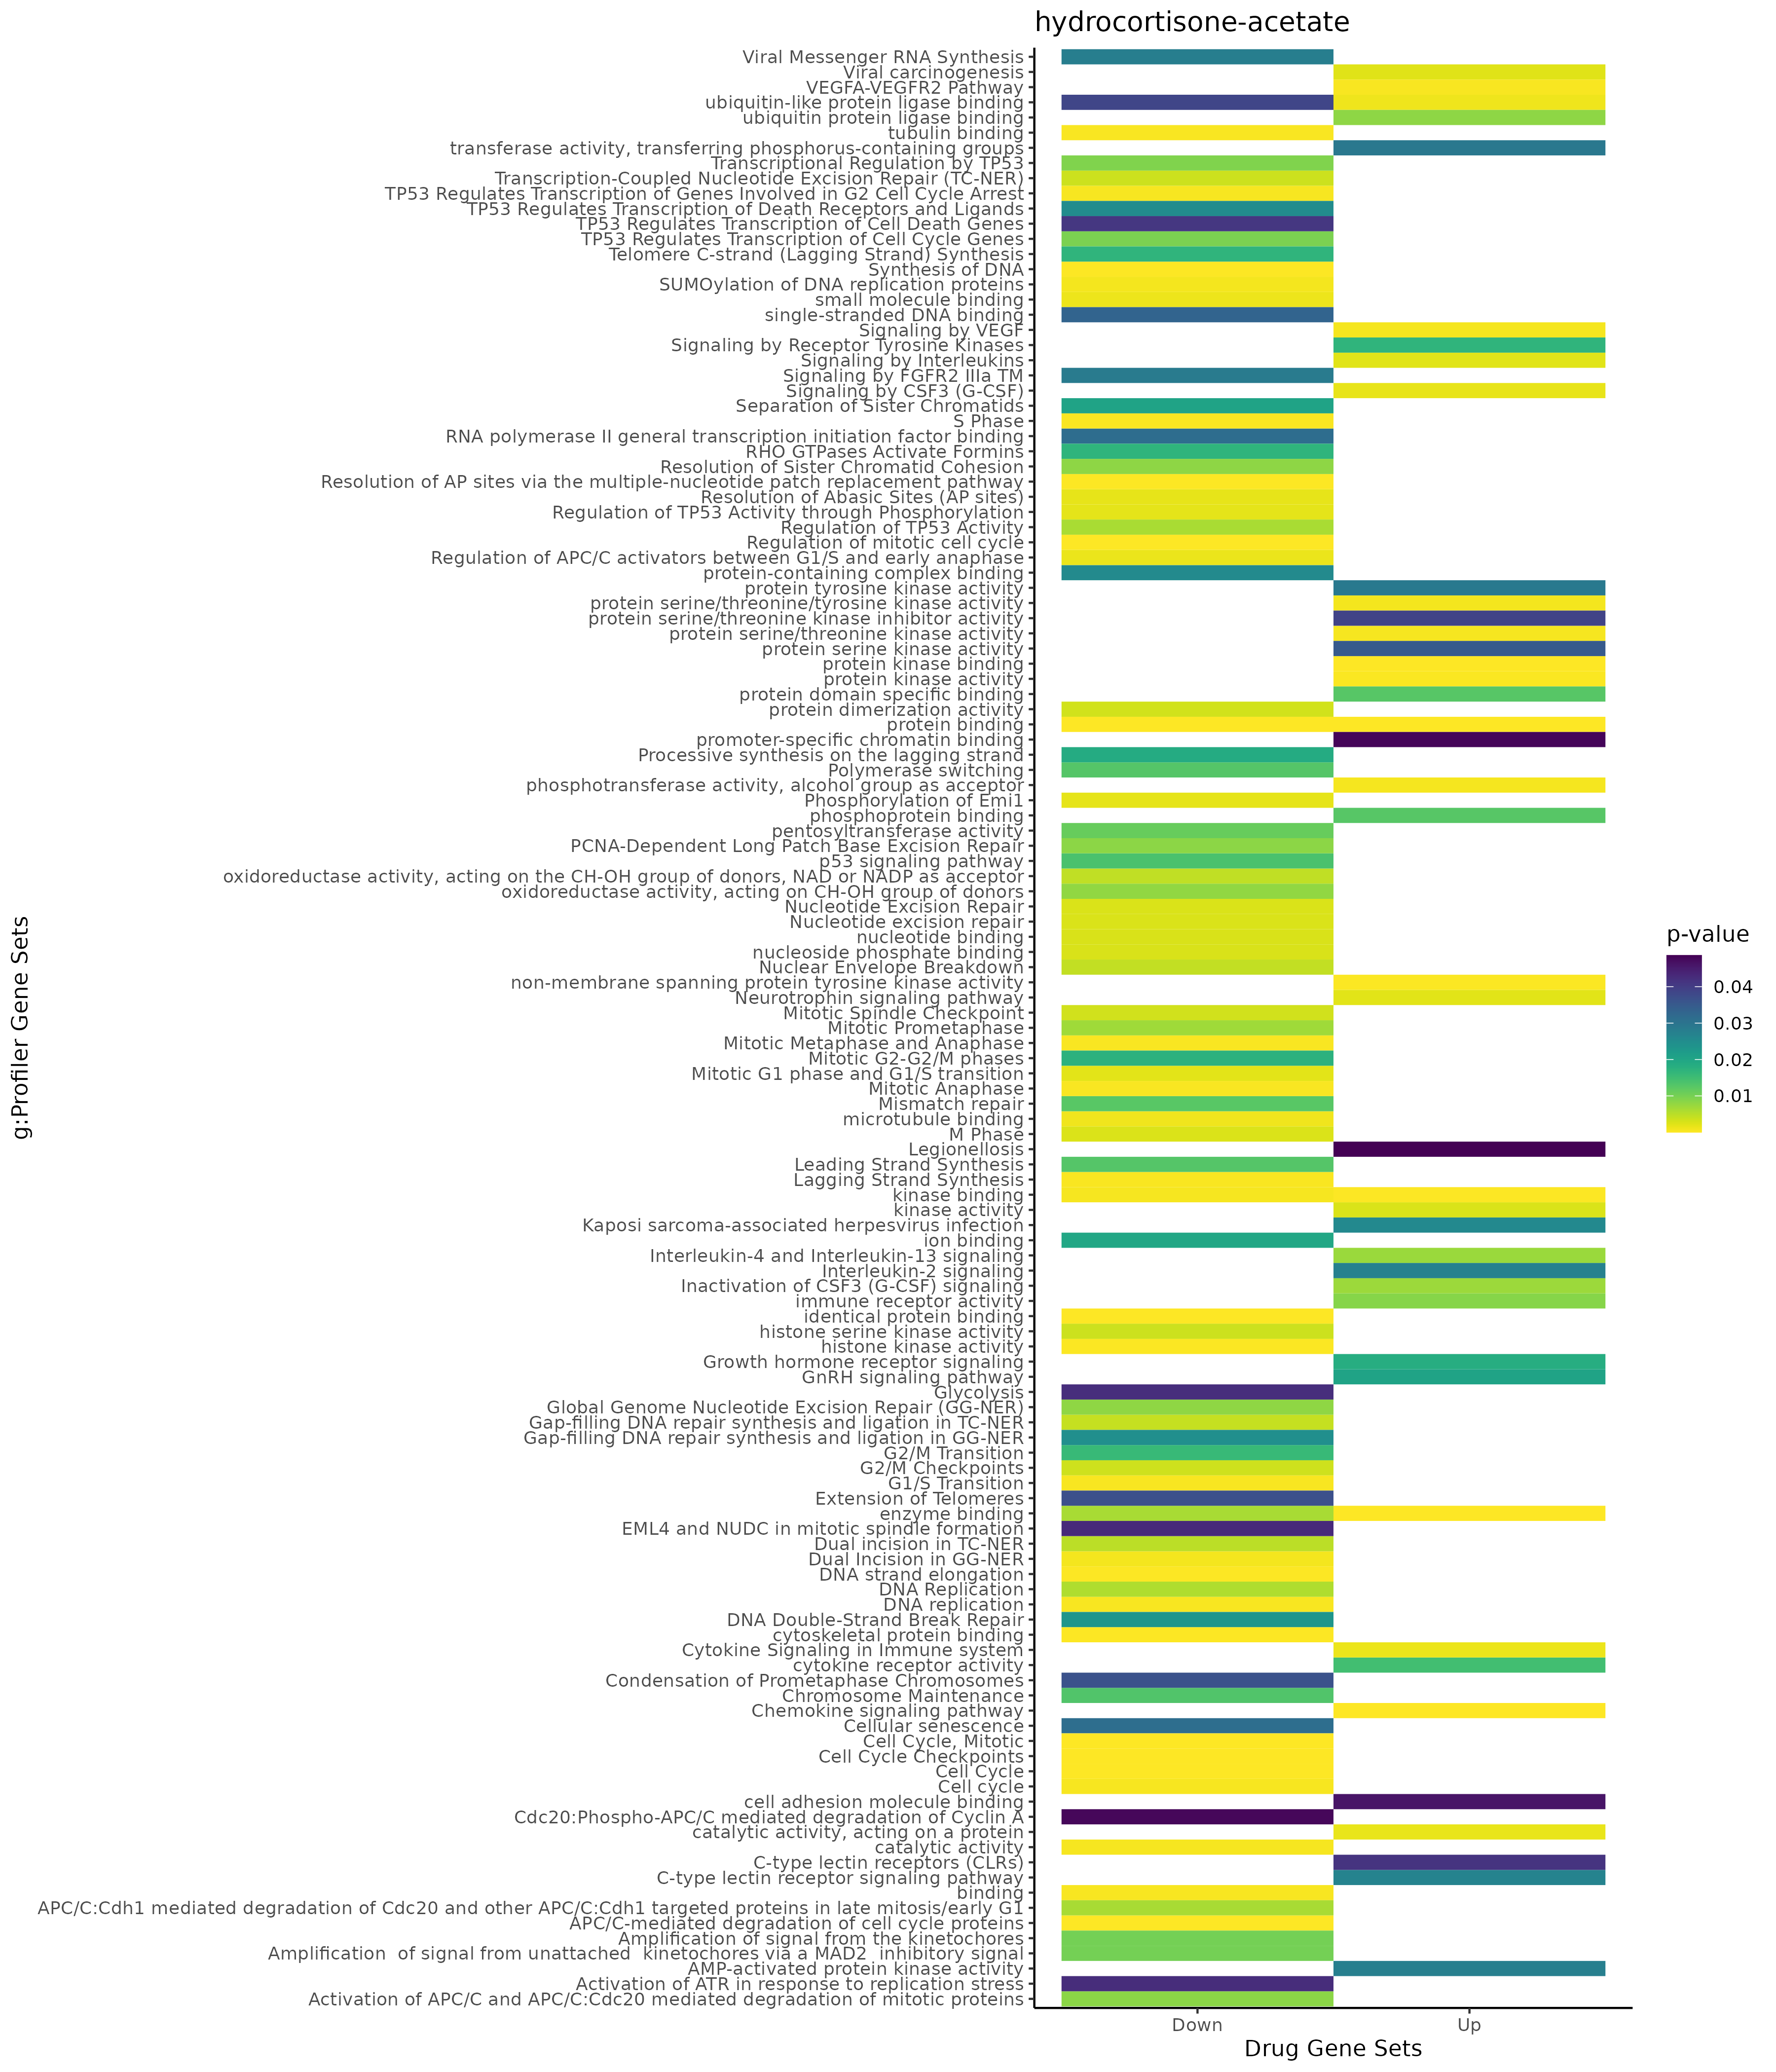 hydrocortisone-acetate
Viral Messenger RNA Synthesis
Viral carcinogenesis
VEGFA-VEGFR2 Pathway
ubiquitin-like protein ligase binding
ubiquitin protein ligase binding
tubulin binding
transferase activity, transferring phosphorus-containing groups
Transcriptional Regulation by TP53
Transcription-Coupled Nucleotide Excision Repair (TC-NER)
TP53 Regulates Transcription of Genes Involved in G2 Cell Cycle Arrest
TP53 Regulates Transcription of Death Receptors and Ligands
TP53 Regulates Transcription of Cell Death Genes
TP53 Regulates Transcription of Cell Cycle Genes
Telomere C-strand (Lagging Strand) Synthesis
Synthesis of DNA
SUMOylation of DNA replication proteins
small molecule binding
single-stranded DNA binding
Signaling by VEGF
Signaling by Receptor Tyrosine Kinases
Signaling by Interleukins
Signaling by FGFR2 IIIa TM
Signaling by CSF3 (G-CSF)
Separation of Sister Chromatids
S Phase
RNA polymerase II general transcription initiation factor binding
RHO GTPases Activate Formins
Resolution of Sister Chromatid Cohesion
Resolution of AP sites via the multiple-nucleotide patch replacement pathway
Resolution of Abasic Sites (AP sites)
Regulation of TP53 Activity through Phosphorylation
Regulation of TP53 Activity
Regulation of mitotic cell cycle
Regulation of APC/C activators between G1/S and early anaphase
protein-containing complex binding
protein tyrosine kinase activity
protein serine/threonine/tyrosine kinase activity
protein serine/threonine kinase inhibitor activity
protein serine/threonine kinase activity
protein serine kinase activity
protein kinase binding
protein kinase activity
protein domain specific binding
protein dimerization activity
protein binding
promoter-specific chromatin binding
Processive synthesis on the lagging strand
Polymerase switching
phosphotransferase activity, alcohol group as acceptor
Phosphorylation of Emi1
phosphoprotein binding
pentosyltransferase activity
PCNA-Dependent Long Patch Base Excision Repair
p53 signaling pathway
oxidoreductase activity, acting on the CH-OH group of donors, NAD or NADP as acceptor
oxidoreductase activity, acting on CH-OH group of donors
Nucleotide Excision Repair
Nucleotide excision repair
nucleotide binding
nucleoside phosphate binding
Nuclear Envelope Breakdown
non-membrane spanning protein tyrosine kinase activity
Neurotrophin signaling pathway
Mitotic Spindle Checkpoint
Mitotic Prometaphase
Mitotic Metaphase and Anaphase
Mitotic G2-G2/M phases
Mitotic G1 phase and G1/S transition
Mitotic Anaphase
Mismatch repair
microtubule binding
M Phase
Legionellosis
Leading Strand Synthesis
Lagging Strand Synthesis
kinase binding
kinase activity
Kaposi sarcoma-associated herpesvirus infection
ion binding
Interleukin-4 and Interleukin-13 signaling
Interleukin-2 signaling
Inactivation of CSF3 (G-CSF) signaling
immune receptor activity
identical protein binding
histone serine kinase activity
histone kinase activity
Growth hormone receptor signaling
GnRH signaling pathway
Glycolysis
Global Genome Nucleotide Excision Repair (GG-NER)
Gap-filling DNA repair synthesis and ligation in TC-NER
Gap-filling DNA repair synthesis and ligation in GG-NER
G2/M Transition
G2/M Checkpoints
G1/S Transition
Extension of Telomeres
enzyme binding
EML4 and NUDC in mitotic spindle formation
Dual incision in TC-NER
Dual Incision in GG-NER
DNA strand elongation
DNA Replication
DNA replication
DNA Double-Strand Break Repair
cytoskeletal protein binding
Cytokine Signaling in Immune system
cytokine receptor activity
Condensation of Prometaphase Chromosomes
Chromosome Maintenance
Chemokine signaling pathway
Cellular senescence
Cell Cycle, Mitotic
Cell Cycle Checkpoints
Cell Cycle
Cell cycle
cell adhesion molecule binding
Cdc20:Phospho-APC/C mediated degradation of Cyclin A
catalytic activity, acting on a protein
catalytic activity
C-type lectin receptors (CLRs)
C-type lectin receptor signaling pathway
binding
APC/C:Cdh1 mediated degradation of Cdc20 and other APC/C:Cdh1 targeted proteins in late mitosis/early G1
APC/C-mediated degradation of cell cycle proteins
Amplification of signal from the kinetochores
Amplification  of signal from unattached  kinetochores via a MAD2  inhibitory signal
AMP-activated protein kinase activity
Activation of ATR in response to replication stress
Activation of APC/C and APC/C:Cdc20 mediated degradation of mitotic proteins
g:Profiler Gene Sets
Down
Up
Drug Gene Sets
p-value
0.04
0.03
0.02
0.01